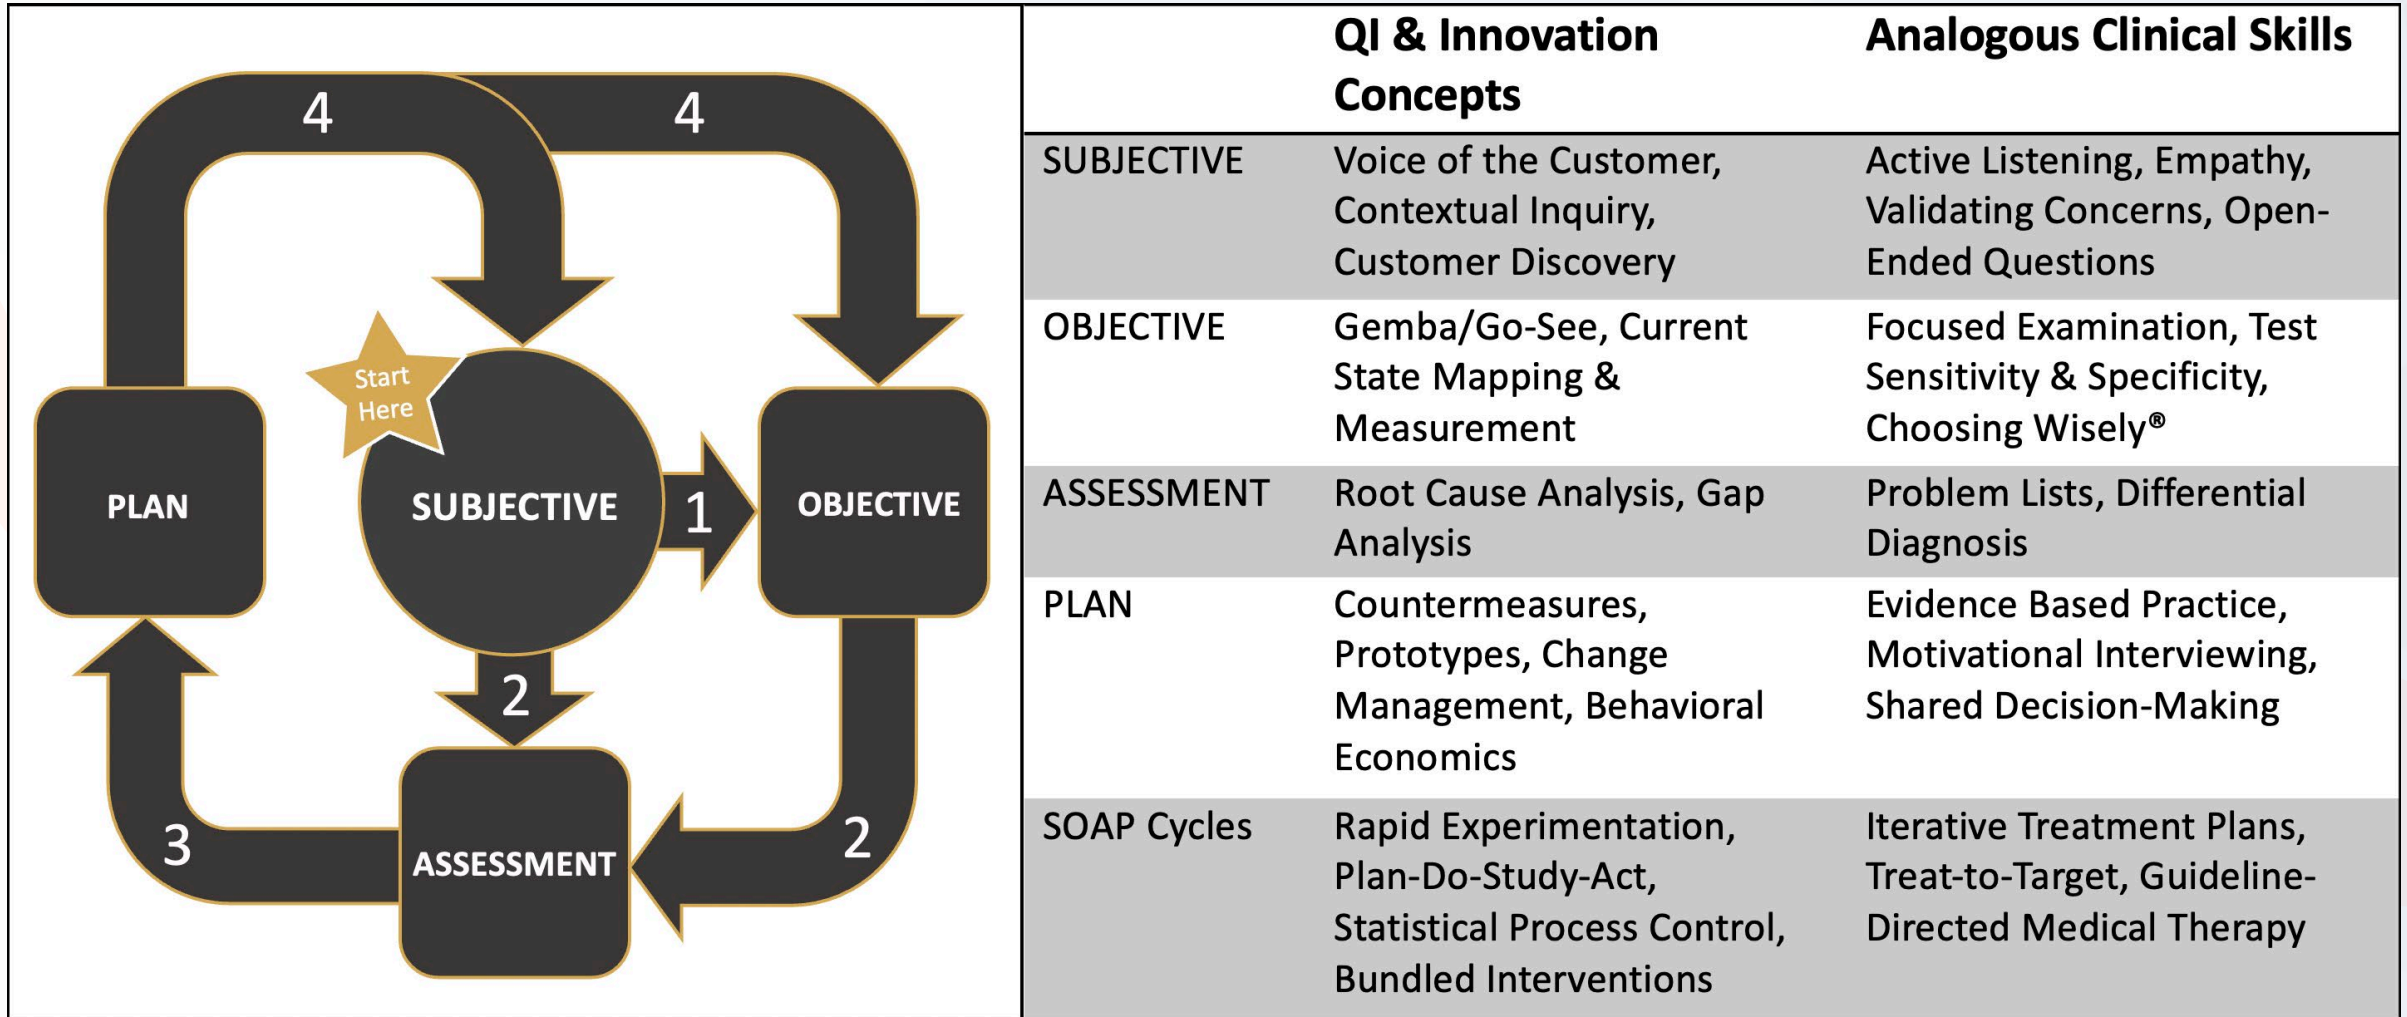 4
4
Start
Here
PLAN
SUBJECTIVE
1
OBJECTIVE
2
3
ASSESSMENT
2
QI & Innovation
Concepts
Analogous Clinical Skills
SUBJECTIVE
Voice of the Customer,
Contextual Inquiry,
Customer Discovery
Active Listening, Empathy,
Validating Concerns, Open-
Ended Questions
OBJECTIVE
Gemba/Go-See, Current
State Mapping &
Measurement
Focused Examination, Test
Sensitivity & Specificity,
Choosing Wisely®
ASSESSMENT
Root Cause Analysis, Gap
Analysis
Problem Lists, Differential
Diagnosis
PLAN
Countermeasures,
Prototypes, Change
Management, Behavioral
Economics
Evidence Based Practice,
Motivational Interviewing,
Shared Decision-Making
SOAP Cycles
Rapid Experimentation,
Plan-Do-Study-Act,
Statistical Process Control,
Bundled Interventions
Iterative Treatment Plans,
Treat-to-Target, Guideline-
Directed Medical Therapy